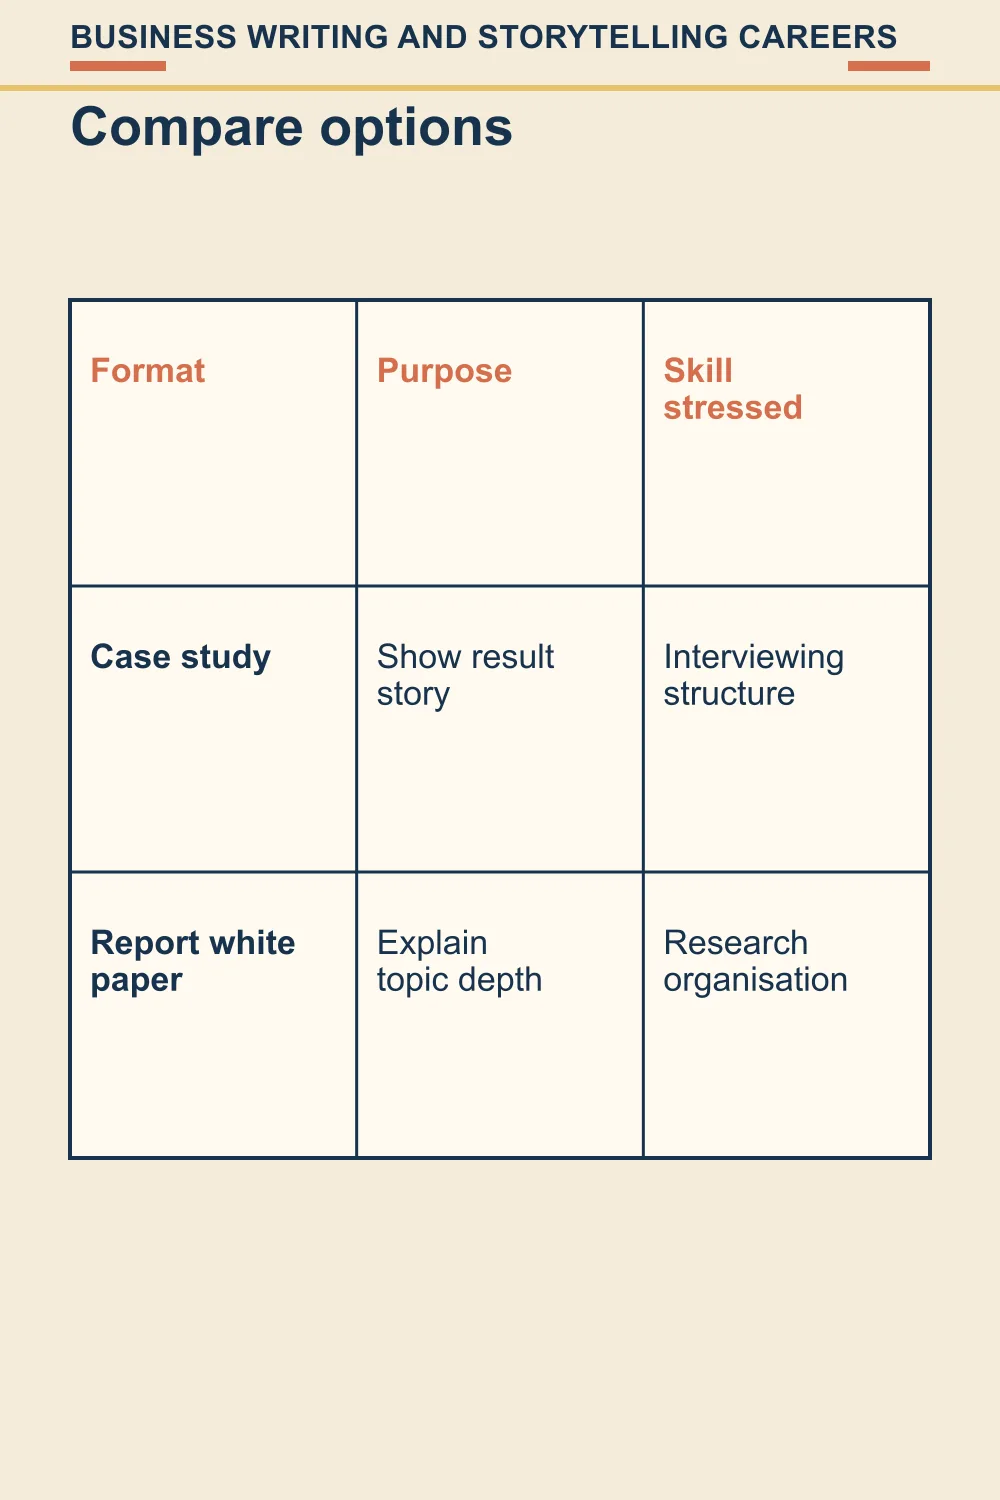 BUSINESS WRITING AND STORYTELLING CAREERS
Compare options
Format
Purpose
Skill
stressed
Case study
Show result
story
Interviewing
structure
Report white
paper
Explain
topic depth
Research
organisation